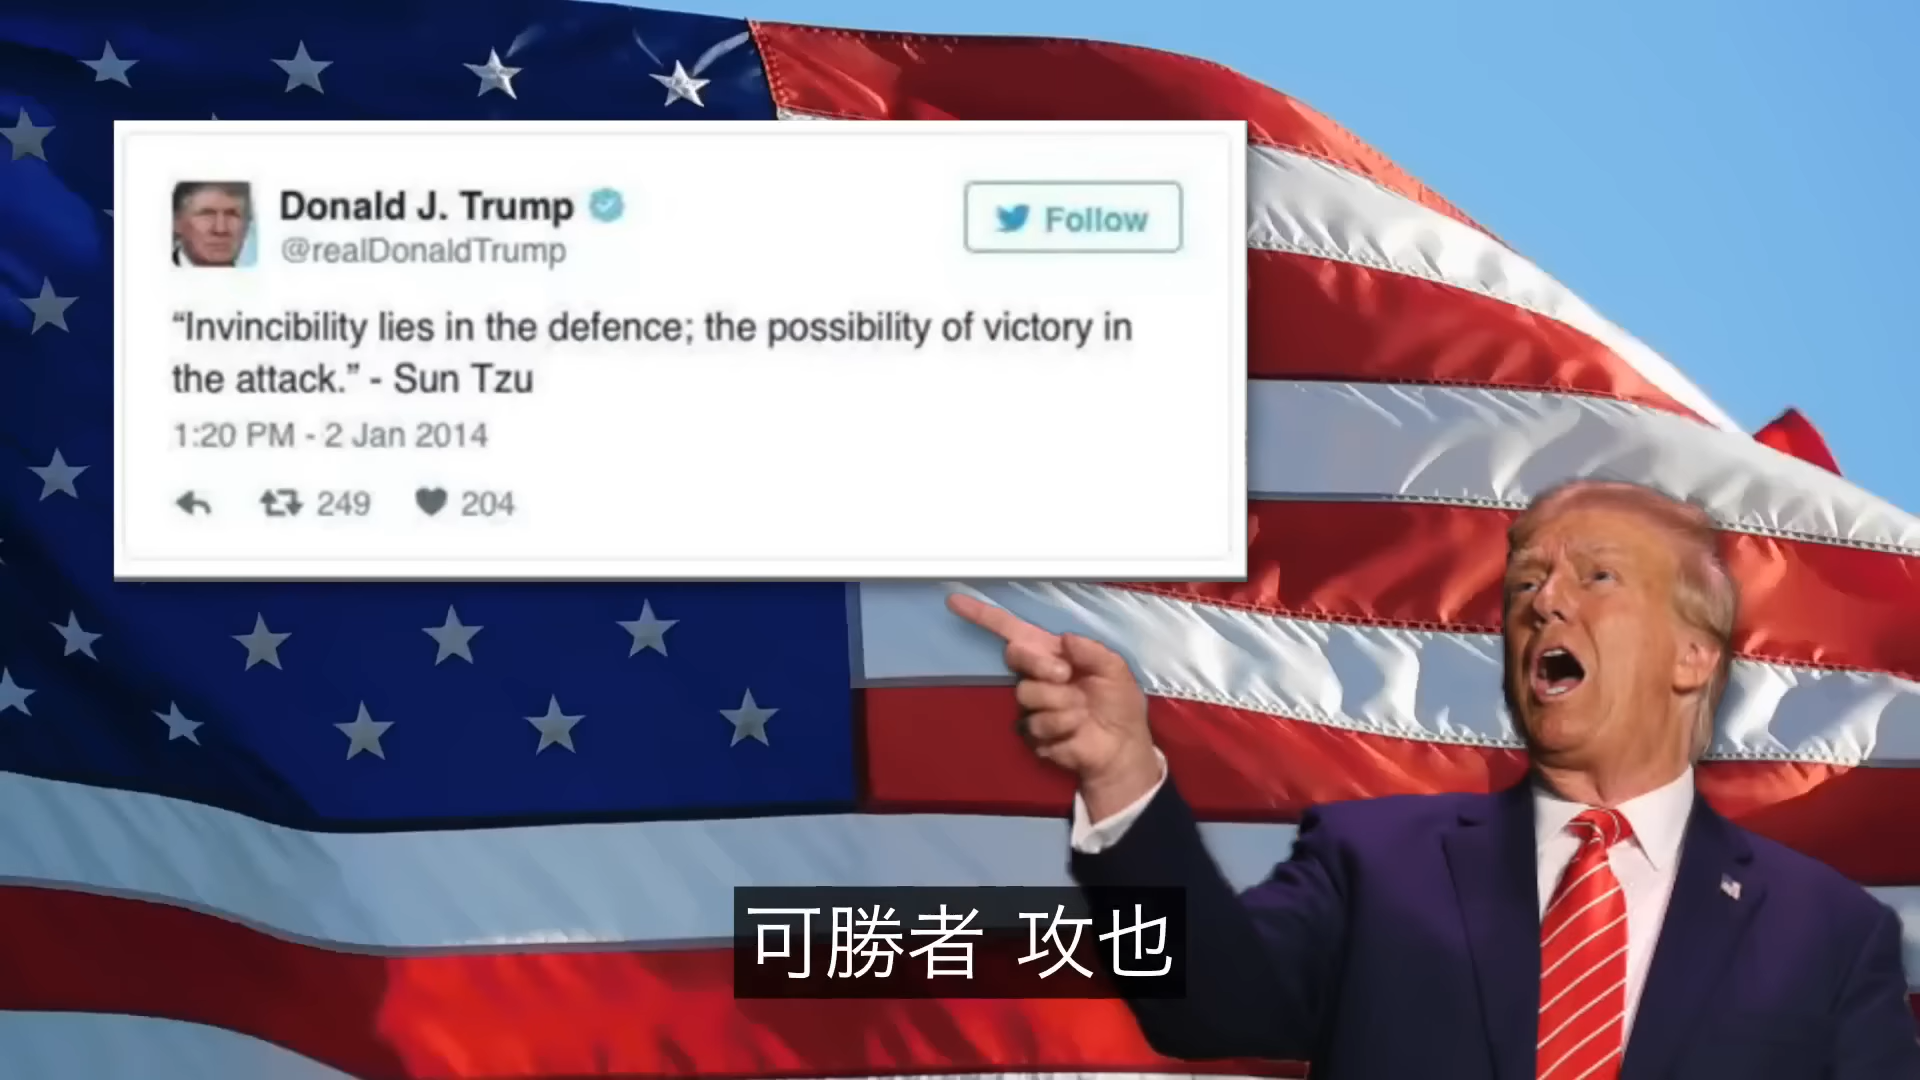 Donald J. Trump
@realDonaldTrump
Follow
“Invincibility lies in the defence; the possibility of victory in
the attack.” - Sun Tzu
1:20 PM - 2 Jan 2014
249 204
可勝者 攻也